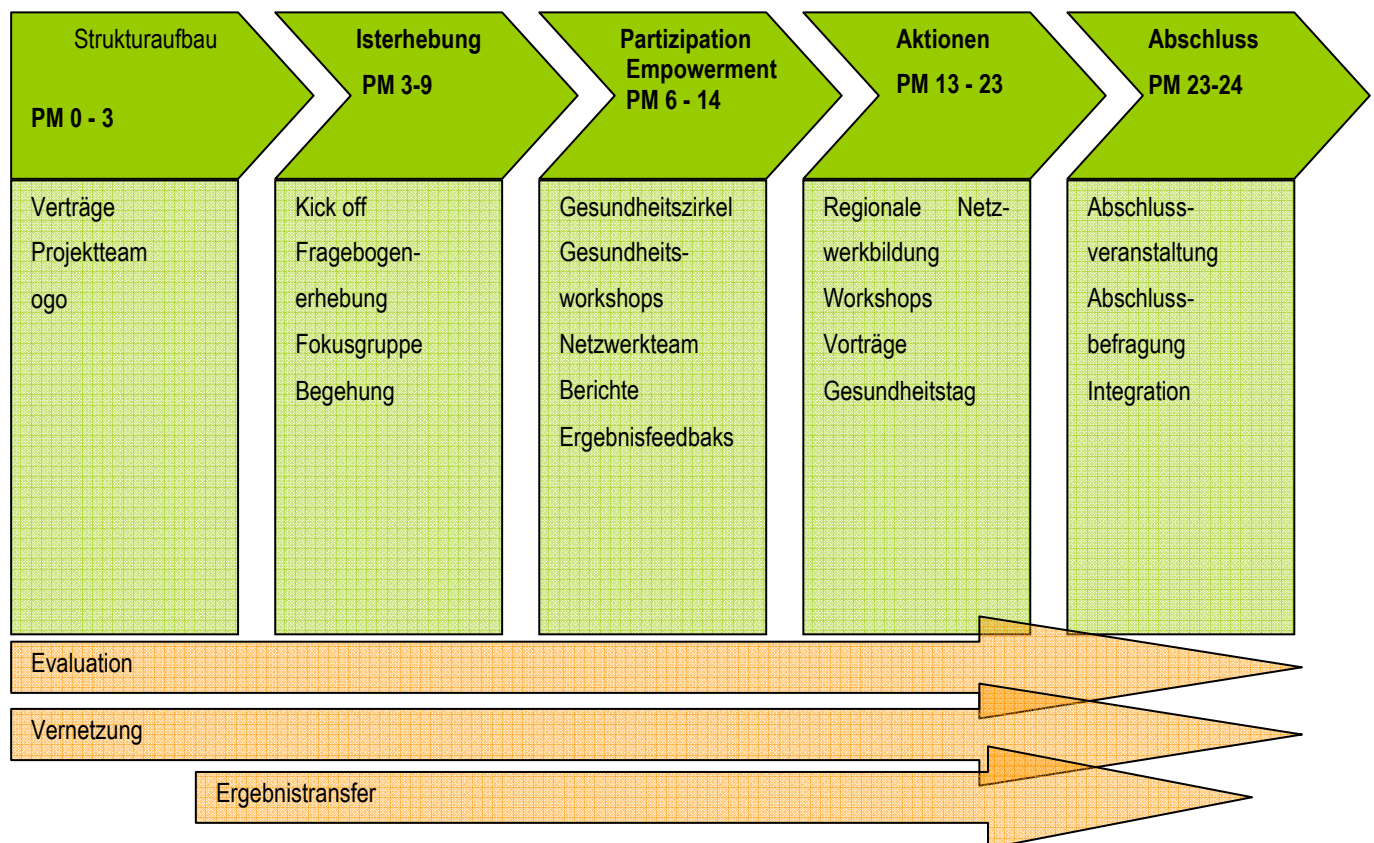 Strukturaufbau
PM 0 - 3
Isterhebung
PM 3-9
Partizipation
Empowerment
PM 6 - 14
Aktionen
PM 13 - 23
Abschluss
PM 23-24
Verträge
Projektteam
ogo
Kick off
Fragebogen-
erhebung
Fokusgruppe
Begehung
Gesundheitszirkel
Gesundheits-
workshops
Netzwerkteam
Berichte
Ergebnisfeedbaks
Regionale Netz-
werkbildung
Workshops
Vorträge
Gesundheitstag
Abschluss-
veranstaltung
Abschluss-
befragung
Integration
Evaluation
Vernetzung
Ergebnistransfer